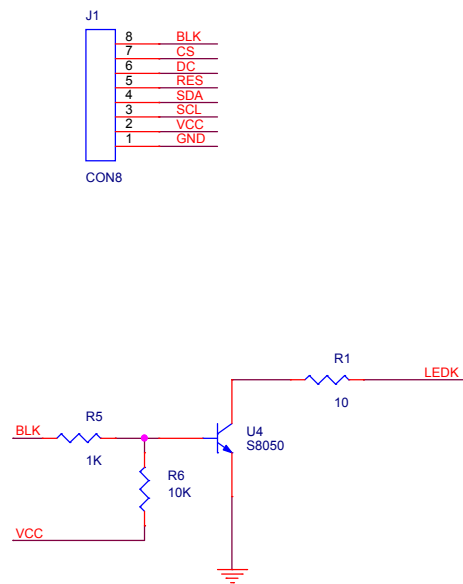 J1
8 BLK
7 CS
6 DC
5 RES
4 SDA
3 SCL
2 VCC
1 GND
CON8
R1
LEDK
10
BLK
R5
1K
U4
S8050
R6
10K
VCC